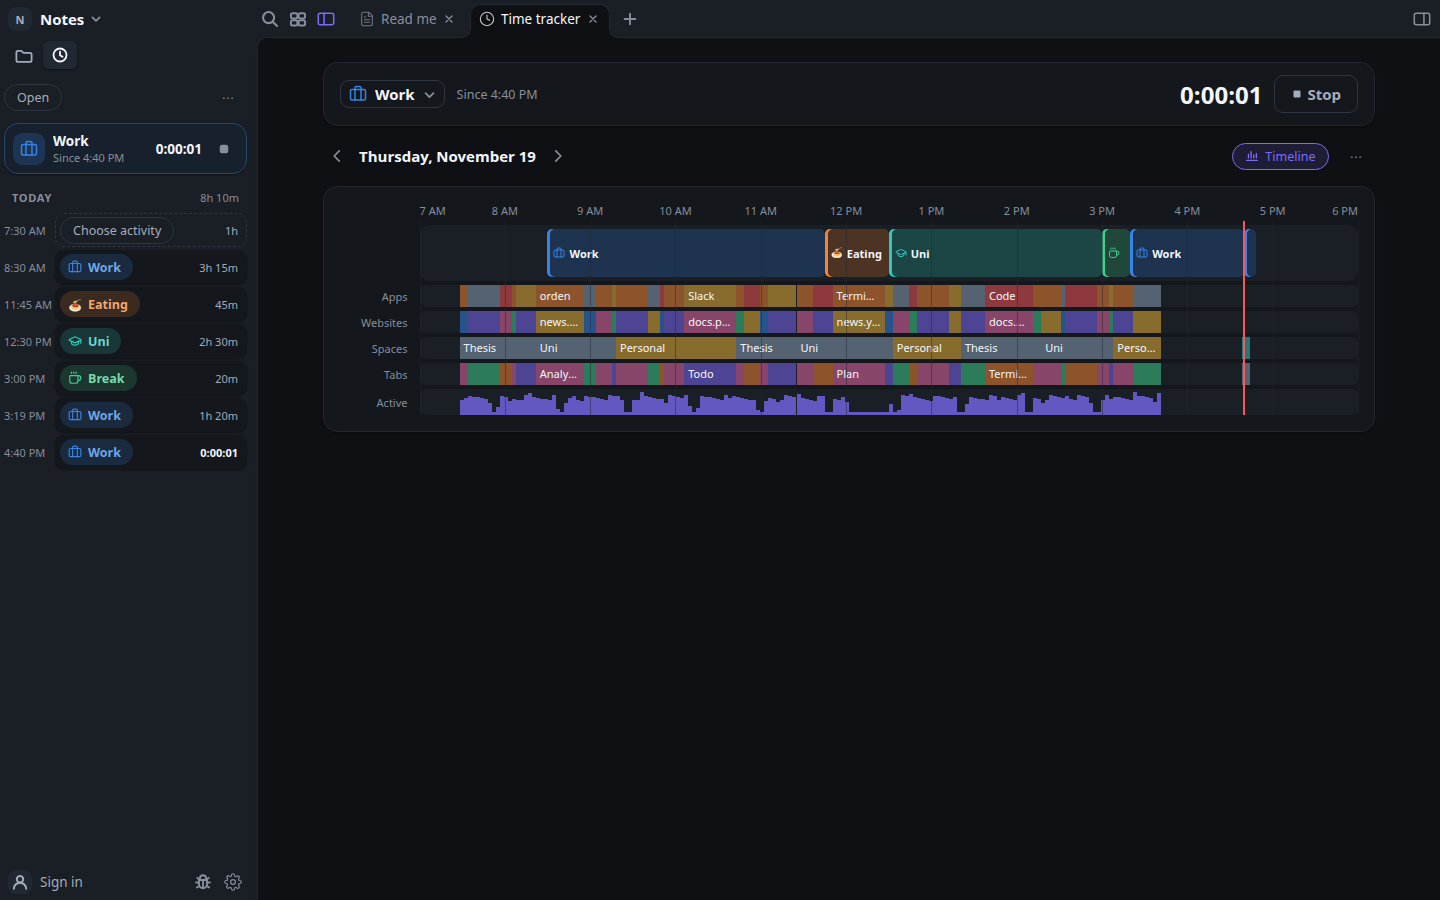 N Notes
Read me
Time tracker
Open
Work
Since 4:40 PM
0:00:01
TODAY 8h 10m
7:30 AM Choose activity 1h
8:30 AM Work 3h 15m
11:45 AM Eating 45m
12:30 PM Uni 2h 30m
3:00 PM Break 20m
3:19 PM Work 1h 20m
4:40 PM Work 0:00:01
Sign in
Work Since 4:40 PM 0:00:01 Stop
Thursday, November 19 Timeline
7 AM 8 AM 9 AM 10 AM 11 AM 12 PM 1 PM 2 PM 3 PM 4 PM 5 PM 6 PM
Work Eating Uni Work
Apps orden Slack Termi... Code
Websites news.... docs.p... news.y... docs....
Spaces Thesis Uni Personal Thesis Uni Personal Thesis Uni Perso...
Tabs Analy... Todo Plan Termi...
Active